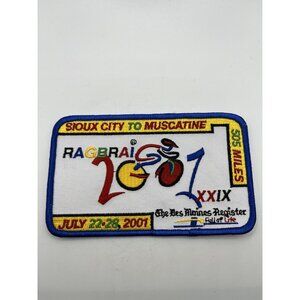 SIOUX CITY TO MUSCATINE
505 MILES
RAGBRAI®
2001
XXIX
The Des Moines Register
JULY 22-28, 2001